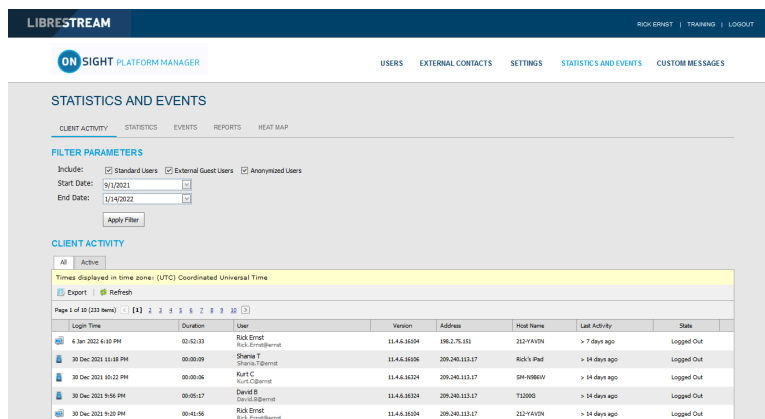 LIBRESTREAM
RICK ERNST | TRAINING | LOGOUT
ON SIGHT PLATFORM MANAGER
USERS EXTERNAL CONTACTS SETTINGS STATISTICS AND EVENTS CUSTOM MESSAGES
STATISTICS AND EVENTS
CLIENT ACTIVITY STATISTICS EVENTS REPORTS HEAT MAP
FILTER PARAMETERS
Include: Standard Users External Guest Users Anonymized Users
Start Date: 9/1/2021
End Date: 1/14/2022
Apply Filter
CLIENT ACTIVITY
All Active
Times displayed in time zone: (UTC) Coordinated Universal Time
Export | Refresh
Page 1 of 10 (233 items) [1] 2 3 4 5 6 7 8 9 10
Login Time Duration User Version Address Host Name Last Activity State
6 Jan 2022 6:10 PM 02:52:33 Rick Ernst 11.4.6.16104 198.2.75.151 212-YAVIN > 7 days ago Logged Out
Rick.Ernst@ernst
30 Dec 2021 11:18 PM 00:00:09 Shania T 11.4.6.16106 209.240.113.17 Rick's iPad > 14 days ago Logged Out
Shania.T@ernst
30 Dec 2021 10:22 PM 00:00:06 Kurt C 11.4.6.16324 209.240.113.17 SM-N986W > 14 days ago Logged Out
Kurt.C@ernst
30 Dec 2021 9:56 PM 00:05:17 David B 11.4.6.16324 209.240.113.17 T1200G > 14 days ago Logged Out
David.B@ernst
30 Dec 2021 9:20 PM 00:41:56 Rick Ernst 11.4.6.16104 209.240.113.17 212-YAVIN > 14 days ago Logged Out
Rick.Ernst@ernst